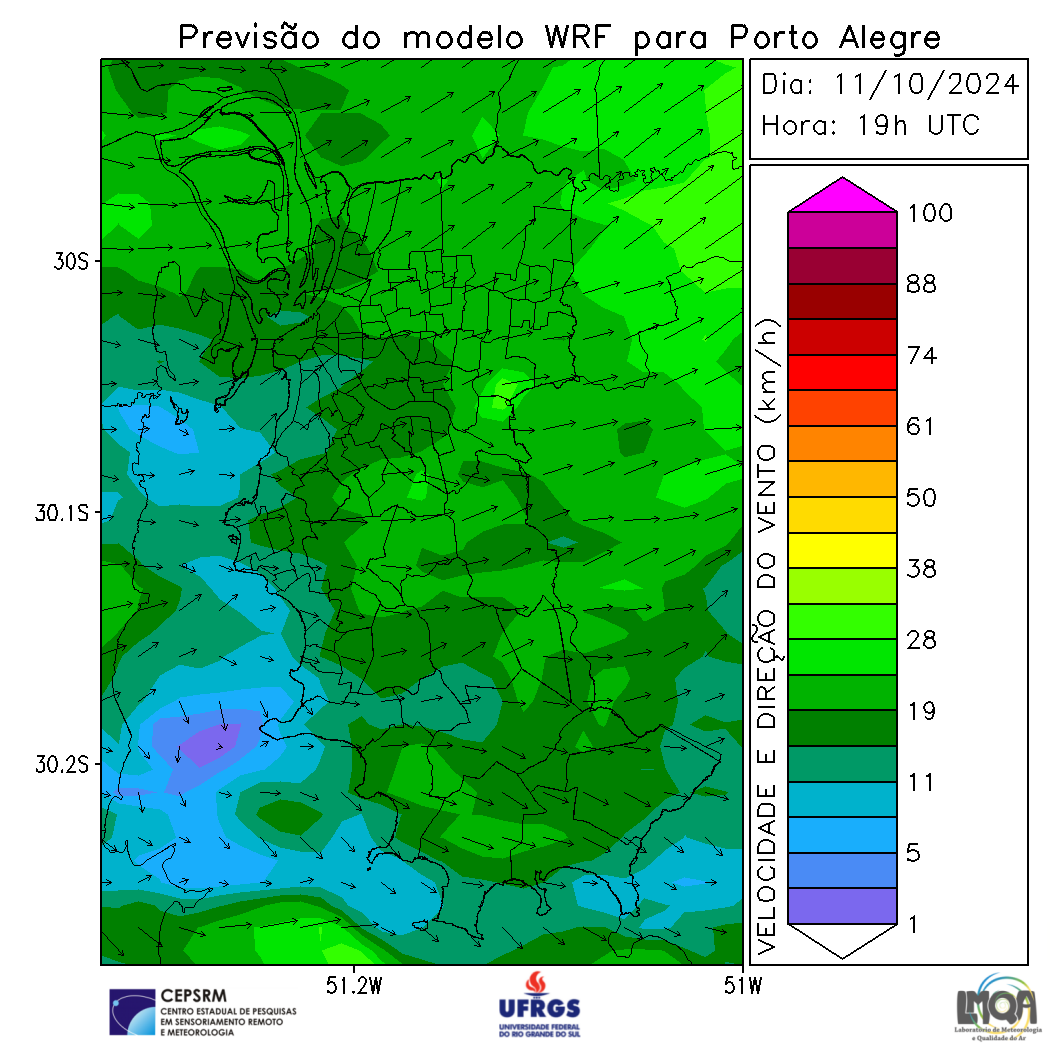 Previsão do modelo WRF para Porto Alegre
Dia: 11/10/2024
Hora: 19h UTC
30S
30.1S
30.2S
51.2W
51W
VELOCIDADE E DIREÇÃO DO VENTO (km/h)
100
88
74
61
50
38
28
19
11
5
1
CEPSRM
CENTRO ESTADUAL DE PESQUISAS
EM SENSORIAMENTO REMOTO
E METEOROLOGIA
UFRGS
UNIVERSIDADE FEDERAL
DO RIO GRANDE DO SUL
LMQA
Laboratório de Meteorologia
e Qualidade do Ar